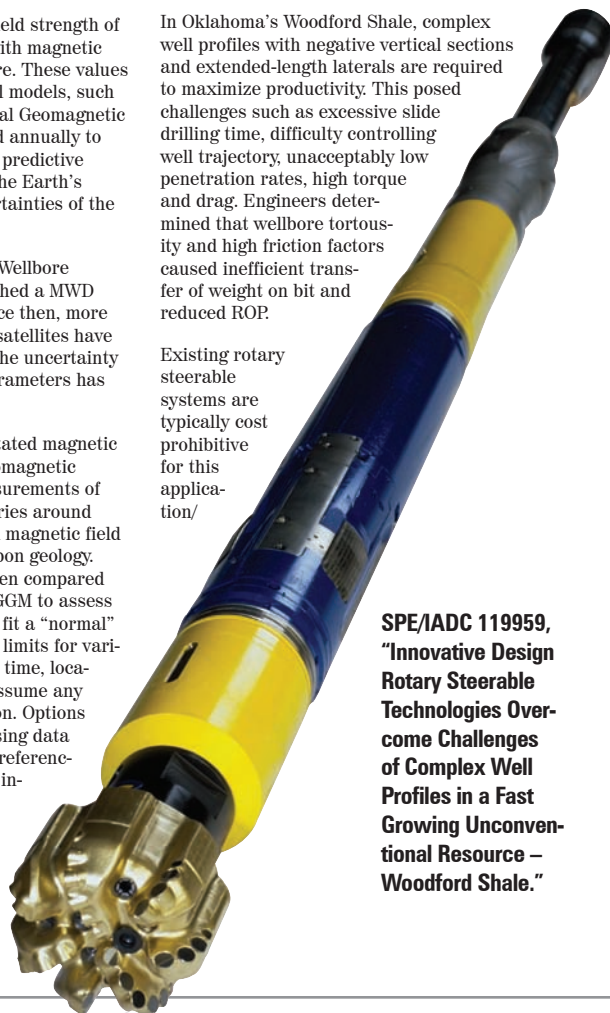 eld strength of
ith magnetic
re. These values
l models, such
al Geomagnetic
d annually to
predictive
he Earth's
rtainties of the
Wellbore
hed a MWD
ce then, more
satellites have
he uncertainty
rameters has
tated magnetic
omagnetic
surements of
ries around
magnetic field
pon geology.
en compared
GGM to assess
fit a “normal”
limits for vari-
time, loca-
ssume any
on. Options
sing data
referenc-
in-
In Oklahoma's Woodford Shale, complex
well profiles with negative vertical sections
and extended-length laterals are required
to maximize productivity. This posed
challenges such as excessive slide
drilling time, difficulty controlling
well trajectory, unacceptably low
penetration rates, high torque
and drag. Engineers deter-
mined that wellbore tortous-
ity and high friction factors
caused inefficient trans-
fer of weight on bit and
reduced ROP.
Existing rotary
steerable
systems are
typically cost
prohibitive
for this
applica-
tion/
SPE/IADC 119959,
“Innovative Design
Rotary Steerable
Technologies Over-
come Challenges
of Complex Well
Profiles in a Fast
Growing Unconven-
tional Resource –
Woodford Shale.”